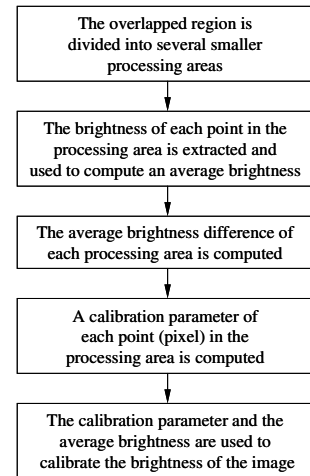 The overlapped region is
divided into several smaller
processing areas
The brightness of each point in the
processing area is extracted and
used to compute an average brightness
The average brightness difference of
each processing area is computed
A calibration parameter of
each point (pixel) in the
processing area is computed
The calibration parameter and the
average brightness are used to
calibrate the brightness of the image